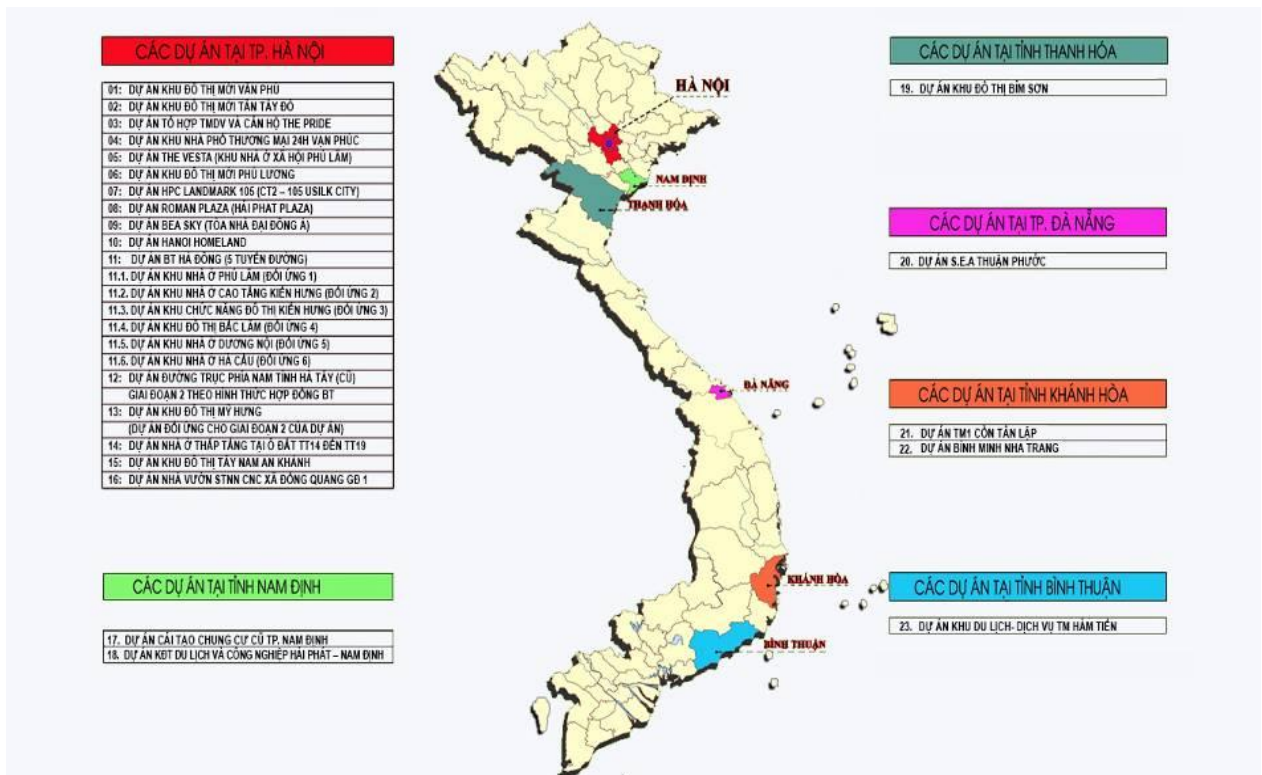 CÁC DỰ ÁN TẠI TP. HÀ NỘI
01: DỰ ÁN KHU ĐÔ THỊ MỚI VĂN PHÚ
02: DỰ ÁN KHU ĐÔ THỊ MỚI TÂN TÂY ĐÔ
03: DỰ ÁN TỔ HỢP TMDV VÀ CĂN HỘ THE PRIDE
04: DỰ ÁN KHU NHÀ PHỐ THƯƠNG MẠI 24H VẠN PHÚC
05: DỰ ÁN THE VESTA (KHU NHÀ Ở XÃ HỘI PHÚ LÃM)
06: DỰ ÁN KHU ĐÔ THỊ MỚI PHÚ LƯƠNG
07: DỰ ÁN HPC LANDMARK 105 (CT2 – 105 USILK CITY)
08: DỰ ÁN ROMAN PLAZA (HẢI PHÁT PLAZA)
09: DỰ ÁN BEA SKY (TÒA NHÀ ĐẠI ĐÔNG Á)
10: DỰ ÁN HANOI HOMELAND
11: DỰ ÁN BT HÀ ĐÔNG (5 TUYẾN ĐƯỜNG)
11.1. DỰ ÁN KHU NHÀ Ở PHÚ LÃM (ĐỐI ỨNG 1)
11.2. DỰ ÁN KHU NHÀ Ở CAO TẦNG KIẾN HƯNG (ĐỐI ỨNG 2)
11.3. DỰ ÁN KHU CHỨC NĂNG ĐÔ THỊ KIẾN HƯNG (ĐỐI ỨNG 3)
11.4. DỰ ÁN KHU ĐÔ THỊ BẮC LÃM (ĐỐI ỨNG 4)
11.5. DỰ ÁN KHU NHÀ Ở DƯƠNG NỘI (ĐỐI ỨNG 5)
11.6. DỰ ÁN KHU NHÀ Ở HÀ CẦU (ĐỐI ỨNG 6)
12: DỰ ÁN ĐƯỜNG TRỤC PHÍA NAM TỈNH HÀ TÂY (CŨ)
GIAI ĐOẠN 2 THEO HÌNH THỨC HỢP ĐỒNG BT
13: DỰ ÁN KHU ĐÔ THỊ MỸ HƯNG
(DỰ ÁN ĐỐI ỨNG CHO GIAI ĐOẠN 2 CỦA DỰ ÁN)
14: DỰ ÁN NHÀ Ở THẤP TẦNG TẠI Ô ĐẤT TT14 ĐẾN TT19
15: DỰ ÁN KHU ĐÔ THỊ TÂY NAM AN KHÁNH
16: DỰ ÁN NHÀ VƯỜN STNN CNC XÃ ĐÔNG QUANG GĐ 1
CÁC DỰ ÁN TẠI TỈNH NAM ĐỊNH
17. DỰ ÁN CẢI TẠO CHUNG CƯ CŨ TP. NAM ĐỊNH
18. DỰ ÁN KĐT DU LỊCH VÀ CÔNG NGHIỆP HẢI PHÁT – NAM ĐỊNH
HÀ NỘI
NAM ĐỊNH
THANH HÓA
ĐÀ NẴNG
KHÁNH HÒA
BÌNH THUẬN
CÁC DỰ ÁN TẠI TỈNH THANH HÓA
19. DỰ ÁN KHU ĐÔ THỊ BỈM SƠN
CÁC DỰ ÁN TẠI TP. ĐÀ NẴNG
20. DỰ ÁN S.E.A THUẬN PHƯỚC
CÁC DỰ ÁN TẠI TỈNH KHÁNH HÒA
21. DỰ ÁN TM1 CỒN TÂN LẬP
22. DỰ ÁN BÌNH MINH NHA TRANG
CÁC DỰ ÁN TẠI TỈNH BÌNH THUẬN
23. DỰ ÁN KHU DU LỊCH- DỊCH VỤ TM HÀM TIẾN